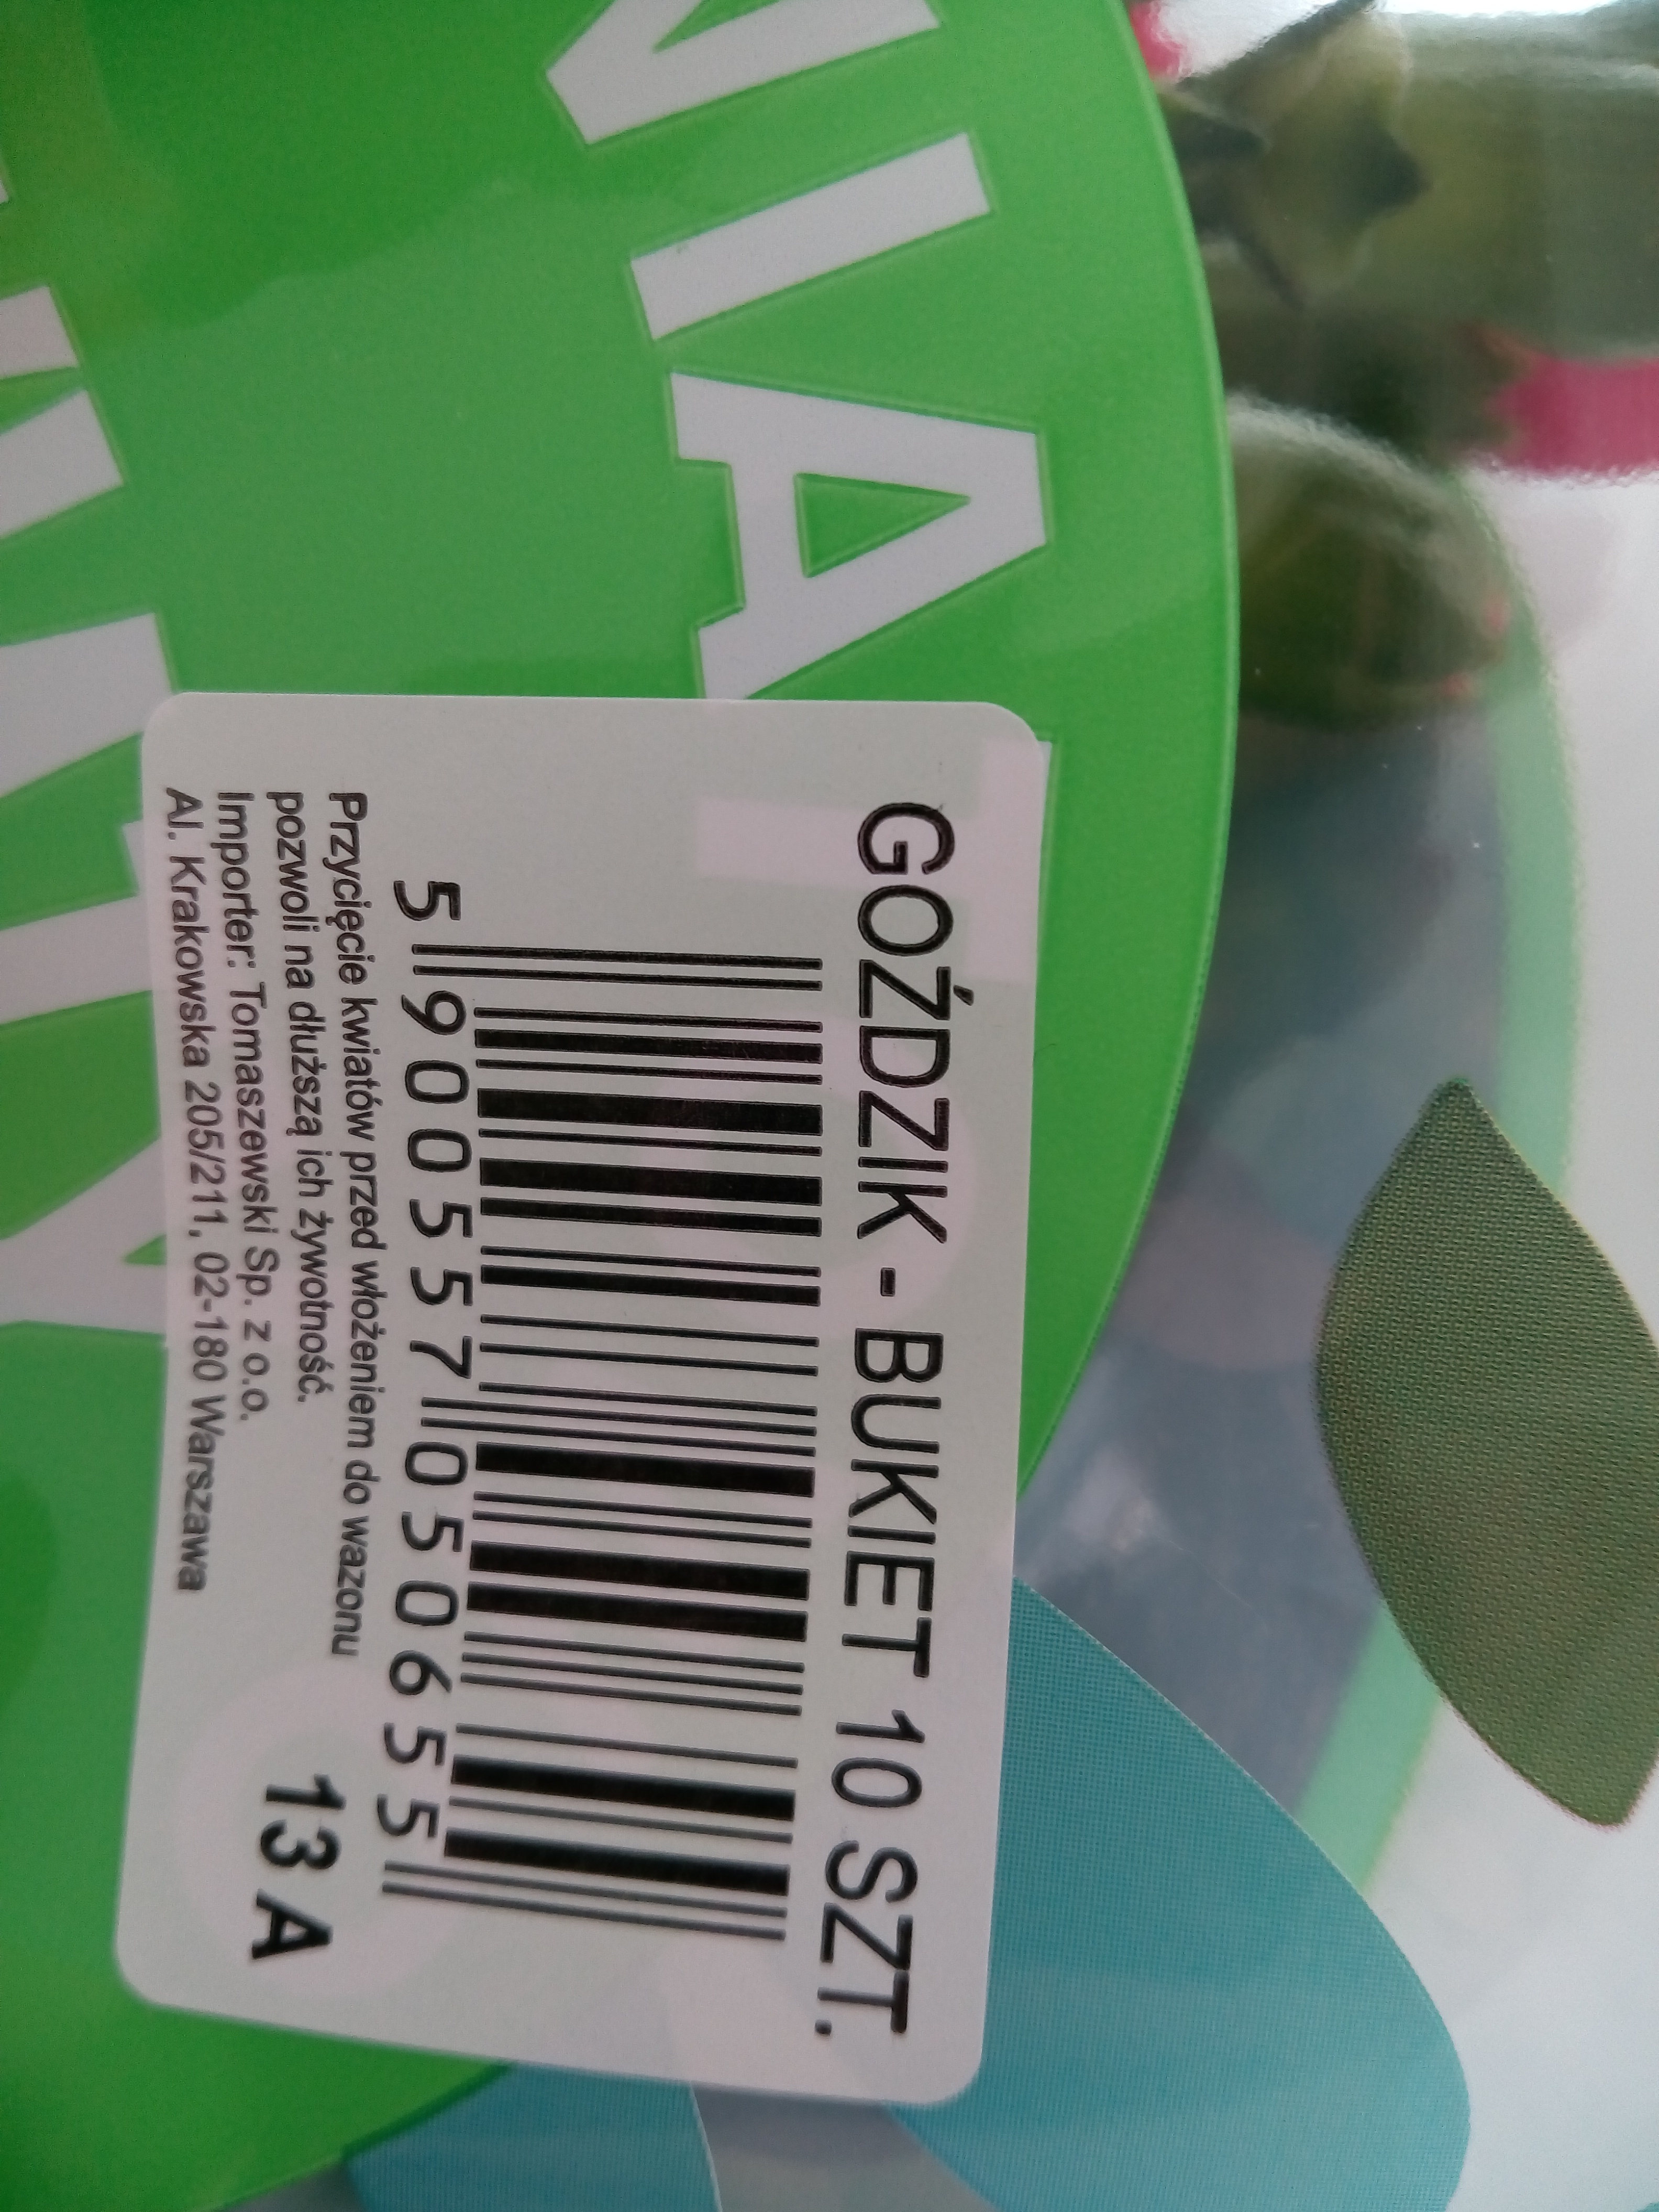 GOŹDZIK - BUKIET 10 SZT.
5 900557 050655
Przycięcie kwiatów przed włożeniem do wazonu
pozwoli na dłuższą ich żywotność.
Importer: Tomaszewski Sp. z o.o.
Al. Krakowska 205/211, 02-180 Warszawa
13 A